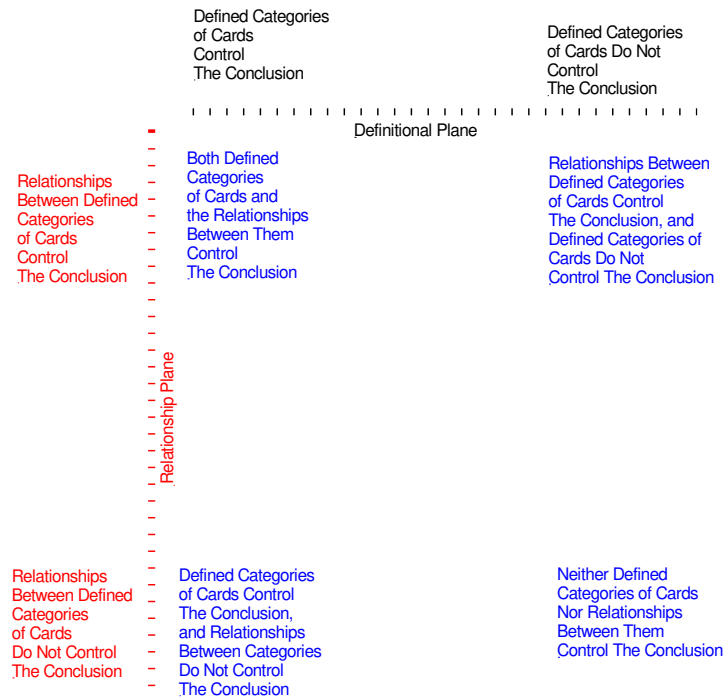 Defined Categories
of Cards
Control
The Conclusion
Defined Categories
of Cards Do Not
Control
The Conclusion
Definitional Plane
Relationships
Between Defined
Categories
of Cards
Control
The Conclusion
Both Defined
Categories
of Cards and
the Relationships
Between Them
Control
The Conclusion
Relationships Between
Defined Categories
of Cards Control
The Conclusion, and
Defined Categories of
Cards Do Not
Control The Conclusion
Relationship Plane
Relationships
Between Defined
Categories
of Cards
Do Not Control
The Conclusion
Defined Categories
of Cards Control
The Conclusion,
and Relationships
Between Categories
Do Not Control
The Conclusion
Neither Defined
Categories of Cards
Nor Relationships
Between Them
Control The Conclusion